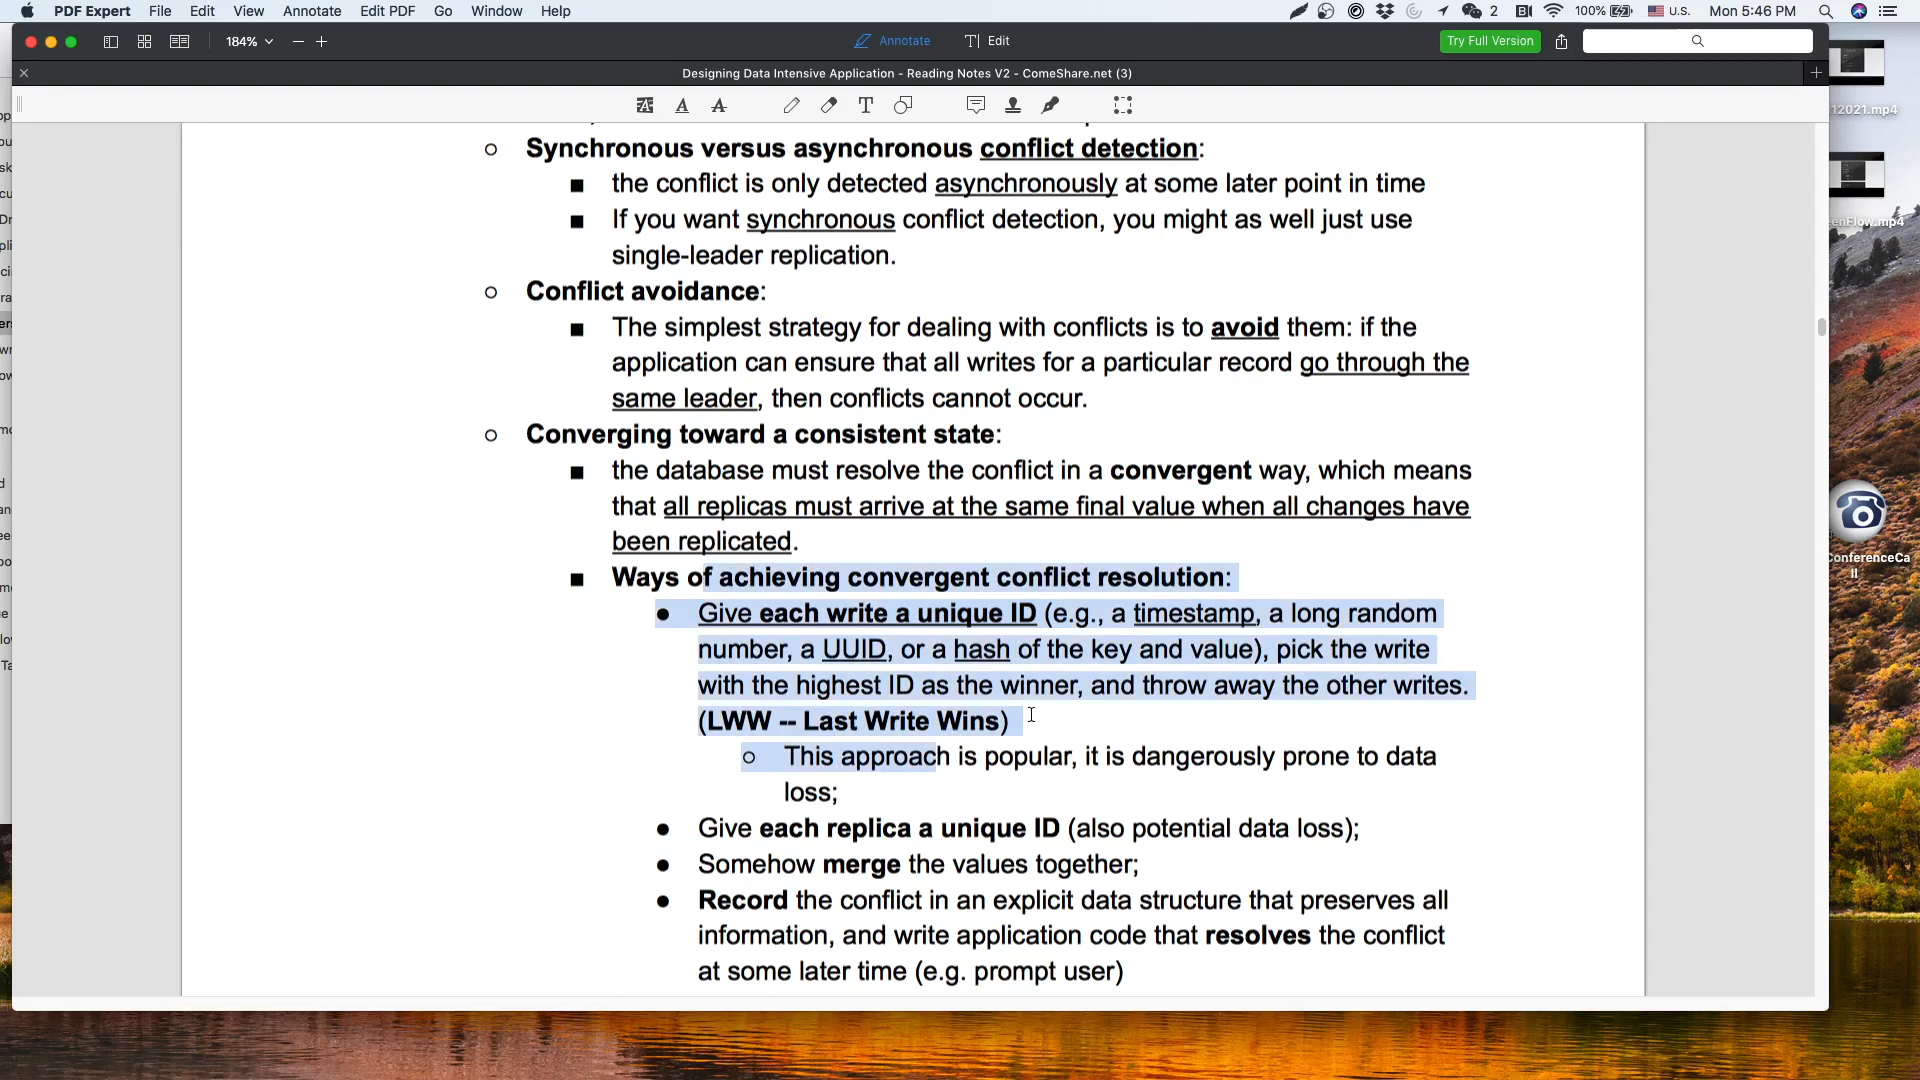 PDF Expert File Edit View Annotate Edit PDF Go Window Help 2 100% U.S. Mon 5:46 PM
184% Annotate Edit Try Full Version
Designing Data Intensive Application - Reading Notes V2 - ComeShare.net (3)
12021.mp4
○ Synchronous versus asynchronous conflict detection:
■ the conflict is only detected asynchronously at some later point in time
■ If you want synchronous conflict detection, you might as well just use
single-leader replication.
○ Conflict avoidance:
■ The simplest strategy for dealing with conflicts is to avoid them: if the
application can ensure that all writes for a particular record go through the
same leader, then conflicts cannot occur.
○ Converging toward a consistent state:
■ the database must resolve the conflict in a convergent way, which means
that all replicas must arrive at the same final value when all changes have
been replicated.
■ Ways of achieving convergent conflict resolution:
● Give each write a unique ID (e.g., a timestamp, a long random
number, a UUID, or a hash of the key and value), pick the write
with the highest ID as the winner, and throw away the other writes.
(LWW -- Last Write Wins)
○ This approach is popular, it is dangerously prone to data
loss;
● Give each replica a unique ID (also potential data loss);
● Somehow merge the values together;
● Record the conflict in an explicit data structure that preserves all
information, and write application code that resolves the conflict
at some later time (e.g. prompt user)
enFlow.mp4
onferenceCa
ll